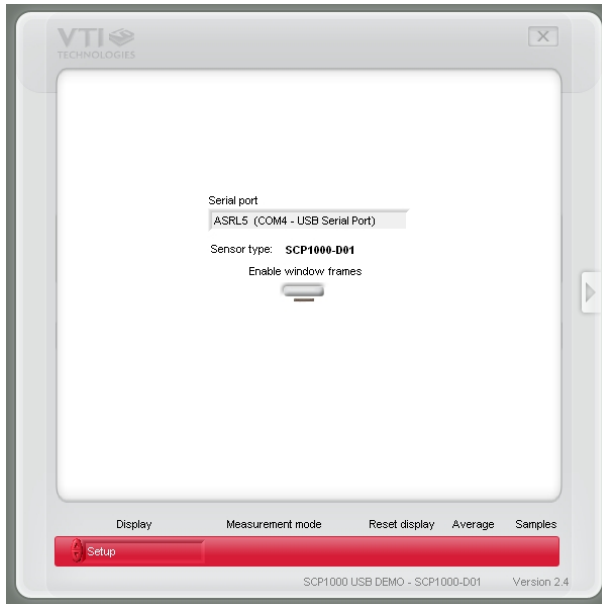 VTI
TECHNOLOGIES
Serial port
ASRL5 (COM4 - USB Serial Port)
Sensor type: SCP1000-D01
Enable window frames
Display Measurement mode Reset display Average Samples
Setup
SCP1000 USB DEMO - SCP1000-D01 Version 2.4